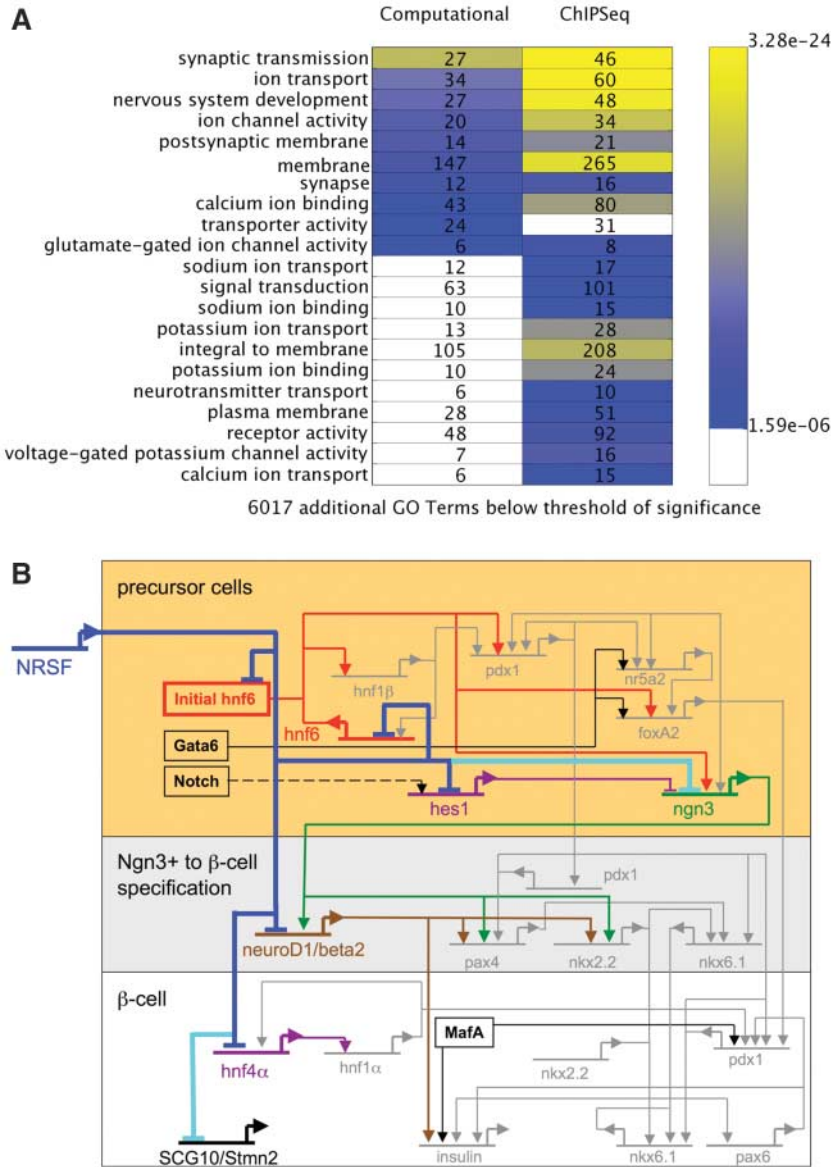 A
Computational ChIPSeq
3.28e-24
synaptic transmission 27 46
ion transport 34 60
nervous system development 27 48
ion channel activity 20 34
postsynaptic membrane 14 21
membrane 147 265
synapse 12 16
calcium ion binding 43 80
transporter activity 24 31
glutamate-gated ion channel activity 6 8
sodium ion transport 12 17
signal transduction 63 101
sodium ion binding 10 15
potassium ion transport 13 28
integral to membrane 105 208
potassium ion binding 10 24
neurotransmitter transport 6 10
plasma membrane 28 51
1.59e-06
receptor activity 48 92
voltage-gated potassium channel activity 7 16
calcium ion transport 6 15
6017 additional GO Terms below threshold of significance
B
precursor cells
NRSF
Initial hnf6
hnf1β
pdx1
nr5a2
hnf6
foxA2
Gata6
Notch
hes1
ngn3
Ngn3+ to β-cell
specification
pdx1
neuroD1/beta2
pax4
nkx2.2
nkx6.1
β-cell
MafA
hnf4α
hnf1α
nkx2.2
pdx1
SCG10/Stmn2
insulin
nkx6.1
pax6